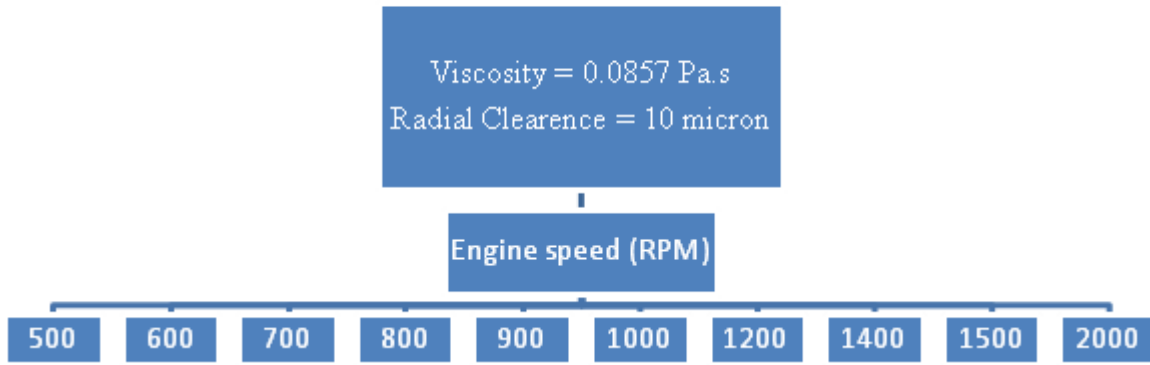 Viscosity = 0.0857 Pa.s
Radial Clearence = 10 micron
Engine speed (RPM)
500 600 700 800 900 1000 1200 1400 1500 2000